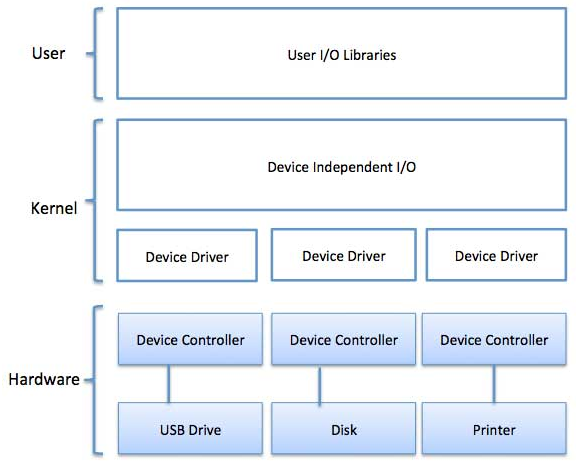 User
User I/O Libraries
Kernel
Device Independent I/O
Device Driver
Device Driver
Device Driver
Hardware
Device Controller
Device Controller
Device Controller
USB Drive
Disk
Printer